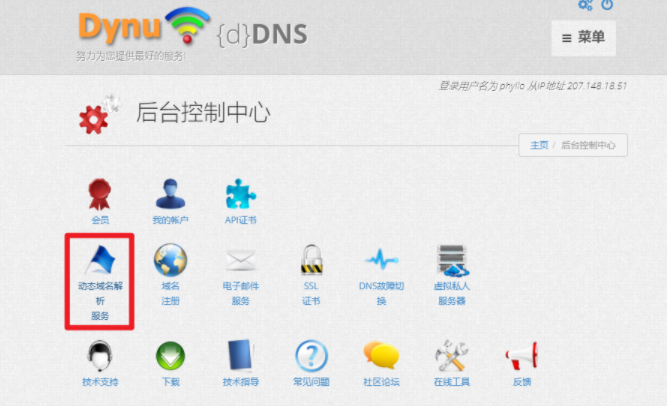 Dynu {d}DNS
努力为您提供最好的服务!
≡ 菜单
登录用户名为 phyllo 从IP地址 207.148.18.51
后台控制中心
主页 / 后台控制中心
会员
我的帐户
API证书
动态域名解
析
服务
域名
注册
电子邮件
服务
SSL
证书
DNS故障切
换
虚拟私人
服务器
技术支持
下载
技术指导
常见问题
社区论坛
在线工具
反馈